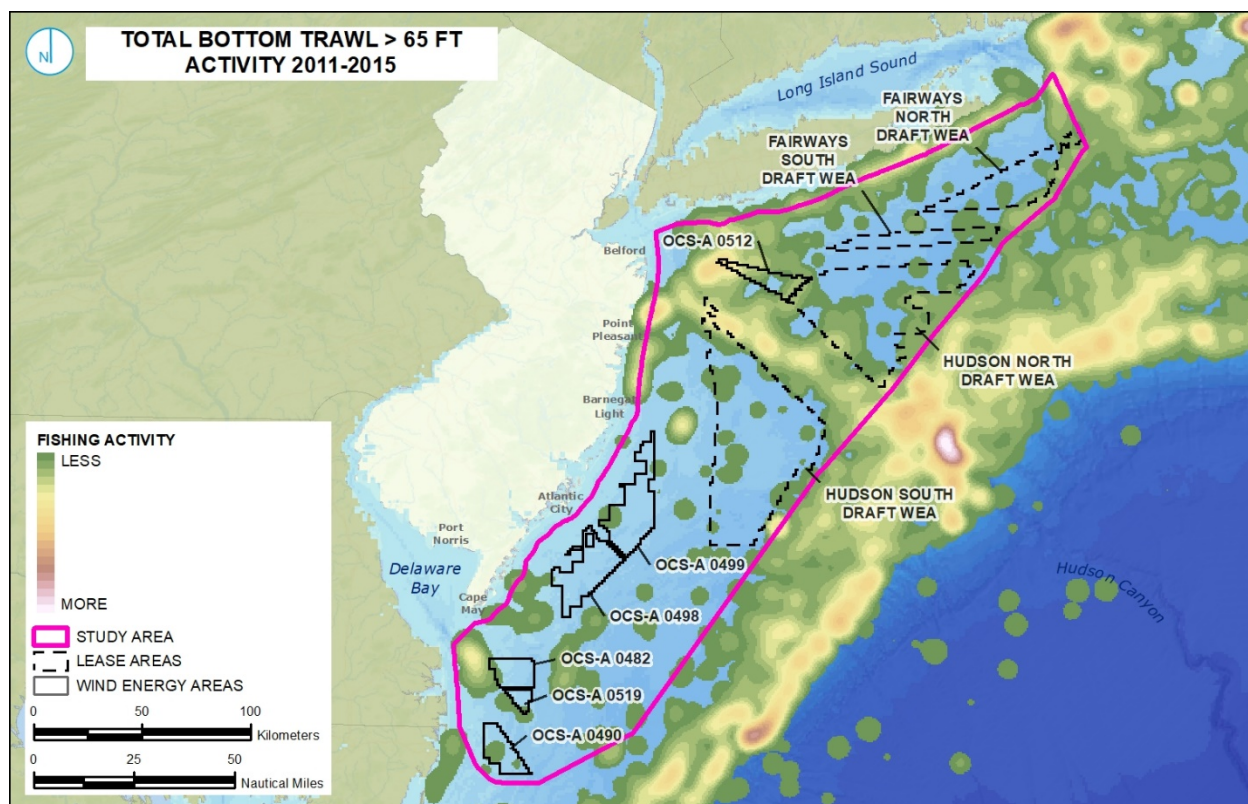 N
TOTAL BOTTOM TRAWL > 65 FT
ACTIVITY 2011-2015
Long Island Sound
FAIRWAYS
NORTH
DRAFT WEA
FAIRWAYS
SOUTH
DRAFT WEA
OCS-A 0512
Belford
Point
Pleasant
HUDSON NORTH
DRAFT WEA
Barnegat
Light
HUDSON SOUTH
DRAFT WEA
Atlantic
City
Port
Norris
OCS-A 0499
Delaware
Bay
Cape
May
OCS-A 0498
Hudson Canyon
OCS-A 0482
OCS-A 0519
OCS-A 0490
FISHING ACTIVITY
LESS
MORE
STUDY AREA
LEASE AREAS
WIND ENERGY AREAS
0 50 100
Kilometers
0 25 50
Nautical Miles